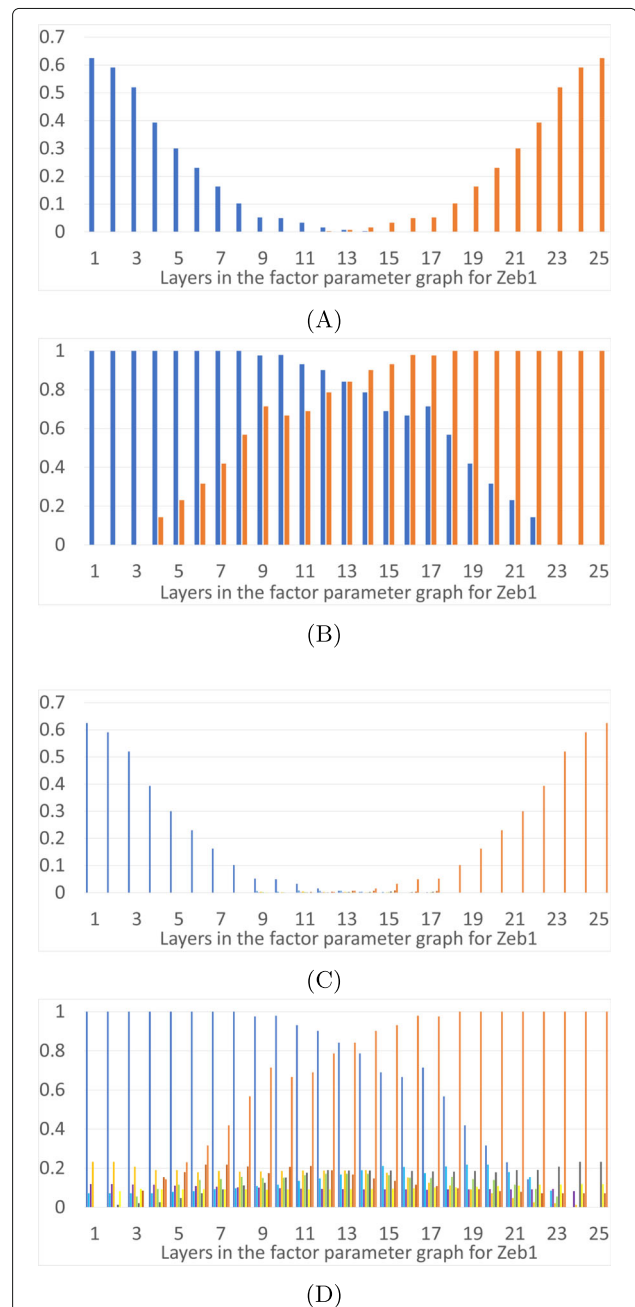 0.7
0.6
0.5
0.4
0.3
0.2
0.1
0
1 3 5 7 9 11 13 15 17 19 21 23 25
Layers in the factor parameter graph for Zeb1
(A)
1
0.8
0.6
0.4
0.2
0
1 3 5 7 9 11 13 15 17 19 21 23 25
Layers in the factor parameter graph for Zeb1
(B)
0.7
0.6
0.5
0.4
0.3
0.2
0.1
0
1 3 5 7 9 11 13 15 17 19 21 23 25
Layers in the factor parameter graph for Zeb1
(C)
1
0.8
0.6
0.4
0.2
0
1 3 5 7 9 11 13 15 17 19 21 23 25
Layers in the factor parameter graph for Zeb1
(D)